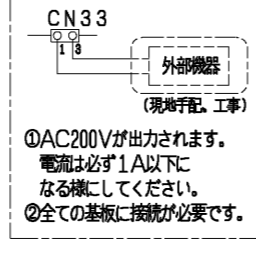 CN33
1 3
外部機器
(現地手配、工事)
①AC200Vが出力されます。
電流は必ず1A以下に
なる様にしてください。
②全ての基板に接続が必要です。